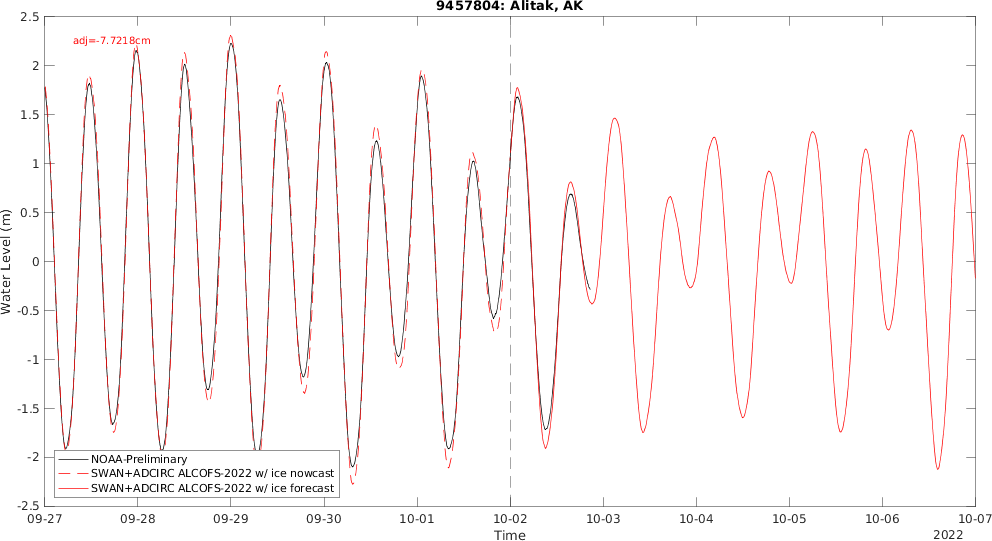 9457804: Alitak, AK
adj=-7.7218cm
Water Level (m)
2.5
2
1.5
1
0.5
0
-0.5
-1
-1.5
-2
-2.5
NOAA-Preliminary
SWAN+ADCIRC ALCOFS-2022 w/ ice nowcast
SWAN+ADCIRC ALCOFS-2022 w/ ice forecast
09-27 09-28 09-29 09-30 10-01 10-02 10-03 10-04 10-05 10-06 10-07
Time
2022